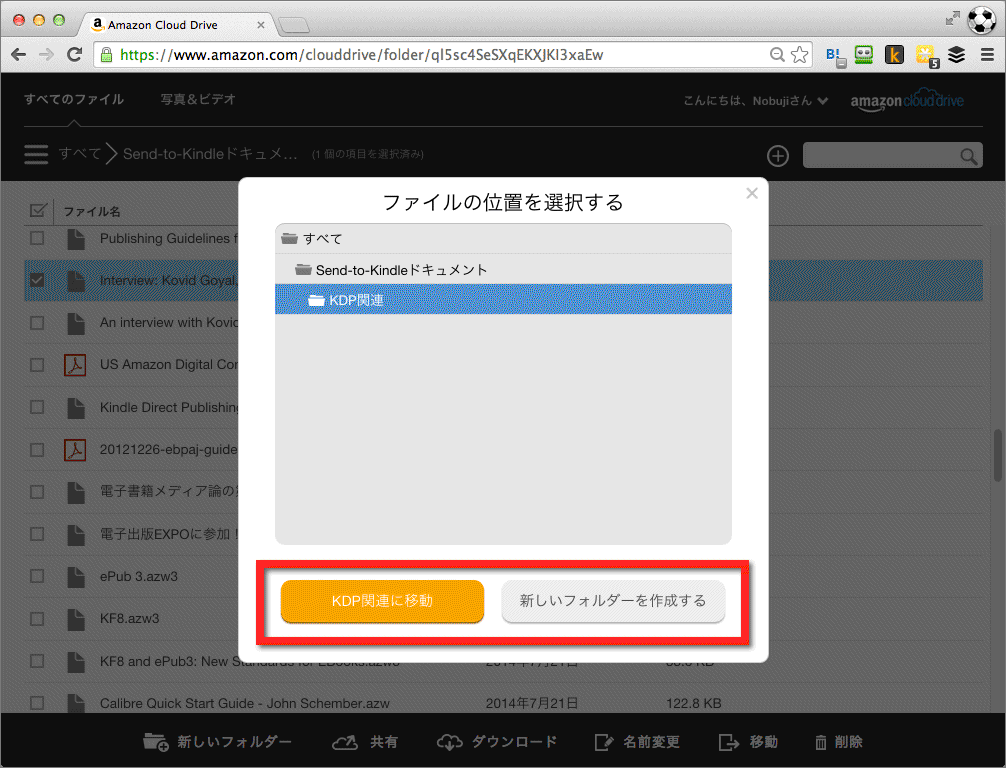 Amazon Cloud Drive
https://www.amazon.com/clouddrive/folder/ql5sc4SeSXqEKXJKI3xaEw
B!
k
5
すべてのファイル 写真＆ビデオ
こんにちは、Nobujiさん
amazon clouddrive
すべて Send-to-Kindleドキュメ... (1 個の項目を選択済み)
ファイルの位置を選択する
すべて
Send-to-Kindleドキュメント
KDP関連
KDP関連に移動 新しいフォルダーを作成する
ファイル名
Publishing Guidelines f
Interview: Kovid Goyal,
An interview with Kovid
US Amazon Digital Con
Kindle Direct Publishing
20121226-ebpaj-guide
電子書籍メディア論の
電子出版EXPOに参加！
ePub 3.azw3
KF8.azw3
KF8 and ePub3: New Standards for EBooks.azw3 2014年7月21日
Calibre Quick Start Guide - John Schember.azw 2014年7月21日 122.8 KB
新しいフォルダー 共有 ダウンロード 名前変更 移動 削除